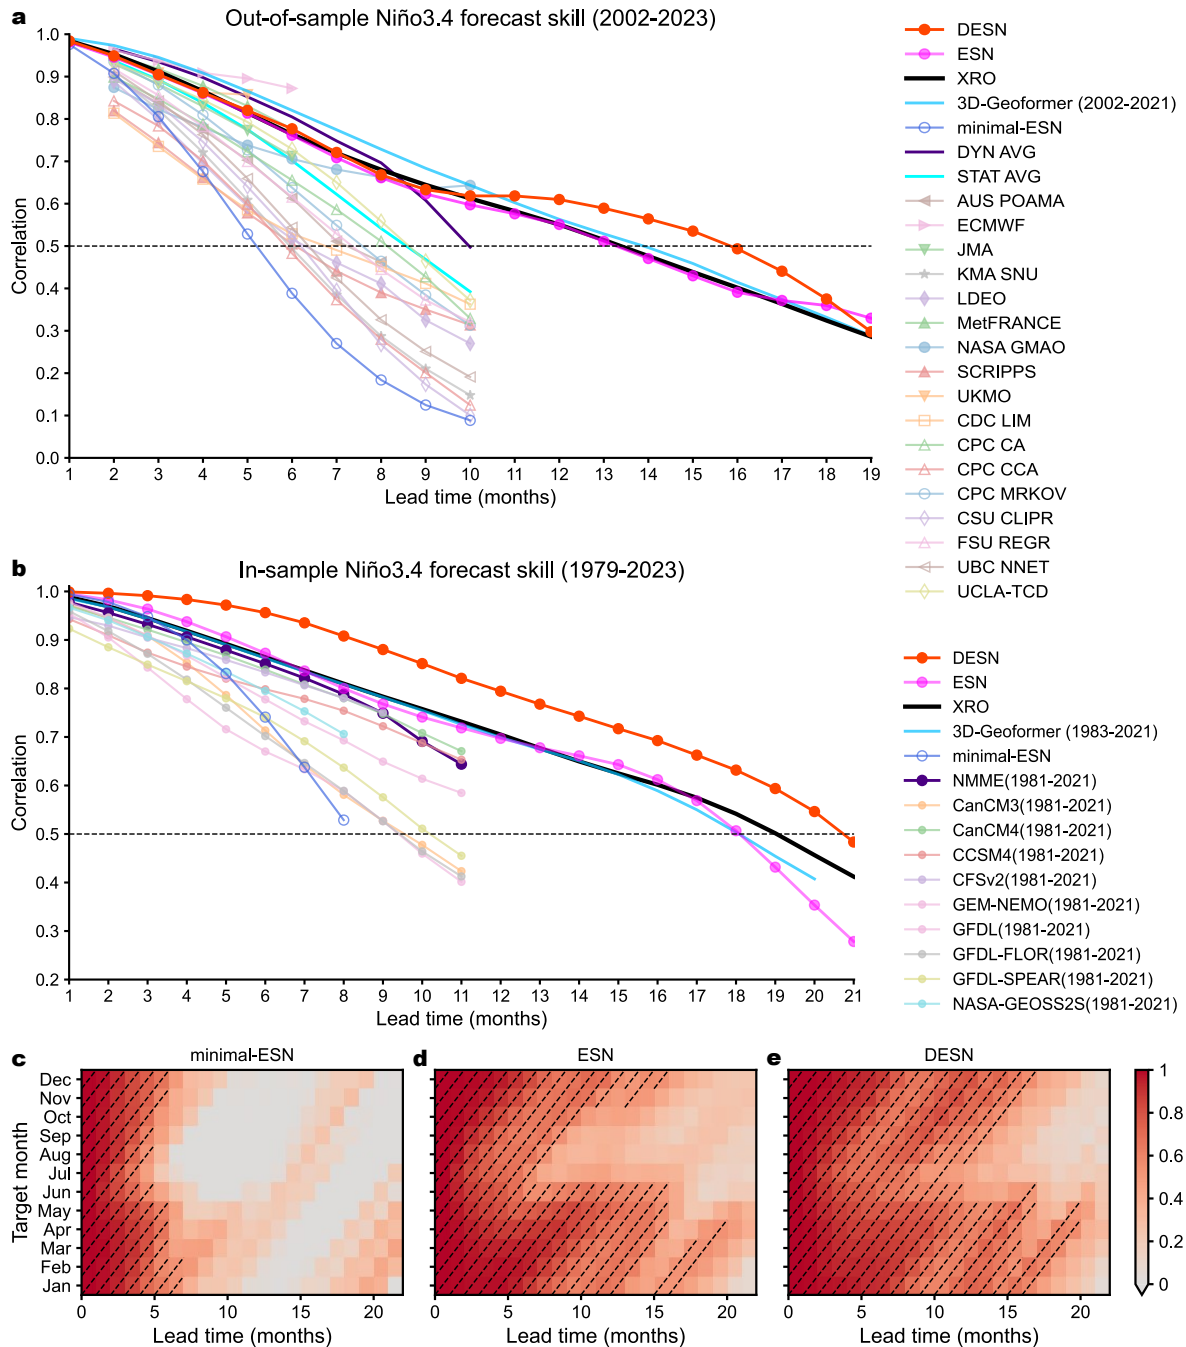 a
Out-of-sample Niño3.4 forecast skill (2002-2023)
Correlation
1.0
0.9
0.8
0.7
0.6
0.5
0.4
0.3
0.2
0.1
0.0
1 2 3 4 5 6 7 8 9 10 11 12 13 14 15 16 17 18 19
Lead time (months)
DESN
ESN
XRO
3D-Geoformer (2002-2021)
minimal-ESN
DYN AVG
STAT AVG
AUS POAMA
ECMWF
JMA
KMA SNU
LDEO
MetFRANCE
NASA GMAO
SCRIPPS
UKMO
CDC LIM
CPC CA
CPC CCA
CPC MRKOV
CSU CLIPR
FSU REGR
UBC NNET
UCLA-TCD
b
In-sample Niño3.4 forecast skill (1979-2023)
Correlation
1.0
0.9
0.8
0.7
0.6
0.5
0.4
0.3
0.2
1 2 3 4 5 6 7 8 9 10 11 12 13 14 15 16 17 18 19 20 21
Lead time (months)
DESN
ESN
XRO
3D-Geoformer (1983-2021)
minimal-ESN
NMME(1981-2021)
CanCM3(1981-2021)
CanCM4(1981-2021)
CCSM4(1981-2021)
CFSv2(1981-2021)
GEM-NEMO(1981-2021)
GFDL(1981-2021)
GFDL-FLOR(1981-2021)
GFDL-SPEAR(1981-2021)
NASA-GEOSS2S(1981-2021)
c
minimal-ESN
Target month
Dec
Nov
Oct
Sep
Aug
Jul
Jun
May
Apr
Mar
Feb
Jan
0 5 10 15 20
Lead time (months)
d
ESN
0 5 10 15 20
Lead time (months)
e
DESN
0 5 10 15 20
Lead time (months)
1
0.8
0.6
0.4
0.2
0